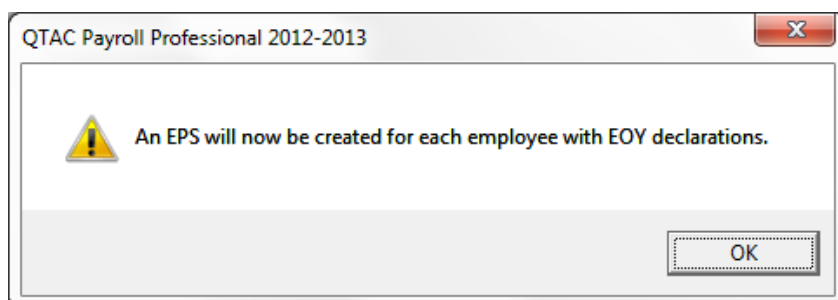 QTAC Payroll Professional 2012-2013
An EPS will now be created for each employee with EOY declarations.
OK